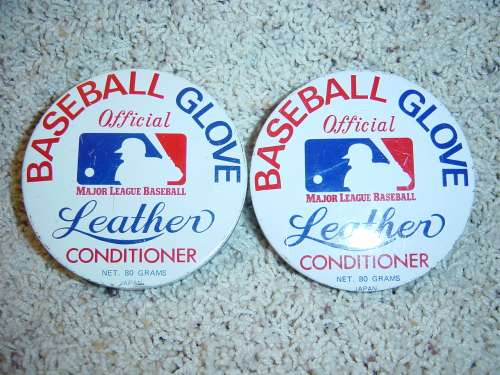 BASEBALL GLOVE
Official
MAJOR LEAGUE BASEBALL
Leather
CONDITIONER
NET. 80 GRAMS
JAPAN
BASEBALL GLOVE
Official
MAJOR LEAGUE BASEBALL
Leather
CONDITIONER
NET. 80 GRAMS
JAPAN